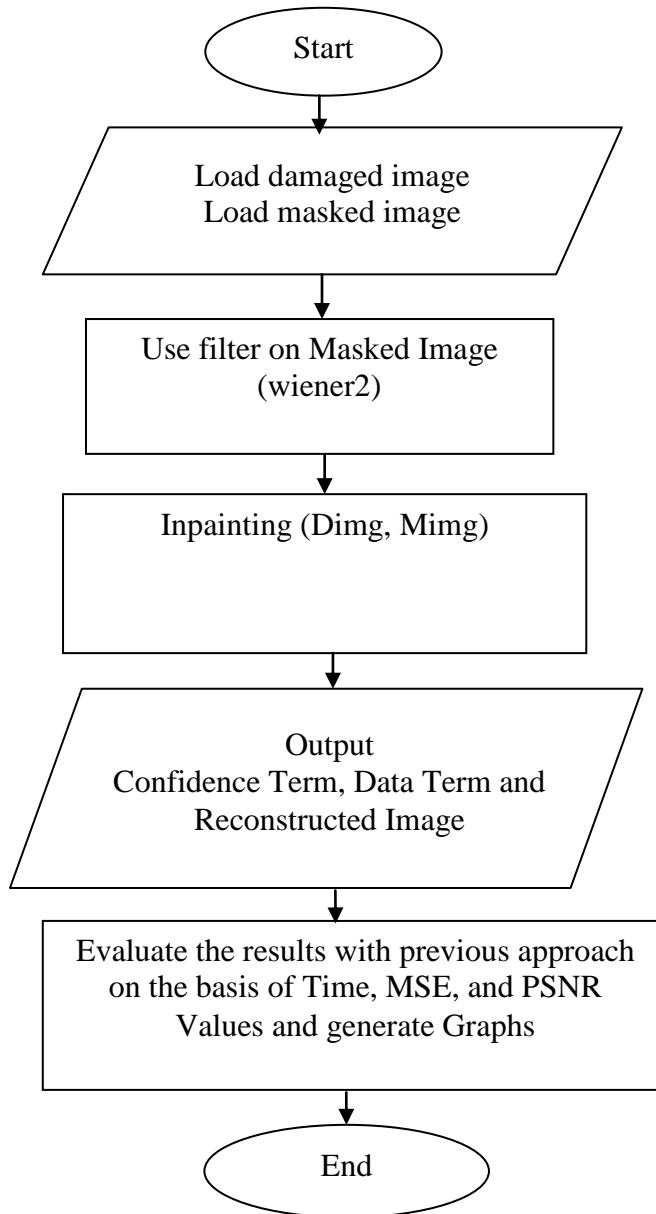 Start
Load damaged image
Load masked image
Use filter on Masked Image
(wiener2)
Inpainting (Dimg, Mimg)
Output
Confidence Term, Data Term and
Reconstructed Image
Evaluate the results with previous approach
on the basis of Time, MSE, and PSNR
Values and generate Graphs
End